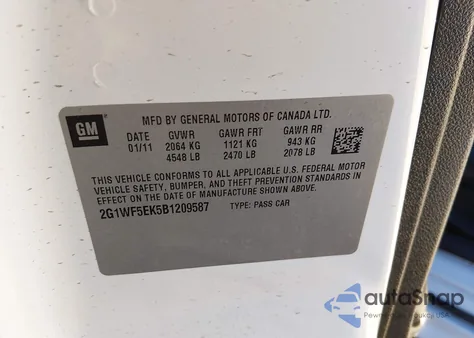 GM
MFD BY GENERAL MOTORS OF CANADA LTD.
DATE GVWR GAWR FRT GAWR RR
01/11 2064 KG 1121 KG 943 KG
4548 LB 2470 LB 2078 LB
THIS VEHICLE CONFORMS TO ALL APPLICABLE U.S. FEDERAL MOTOR
VEHICLE SAFETY, BUMPER, AND THEFT PREVENTION STANDARDS
IN EFFECT ON THE DATE OF MANUFACTURE SHOWN ABOVE.
2G1WF5EK5B1209587 TYPE: PASS CAR
autoSnap